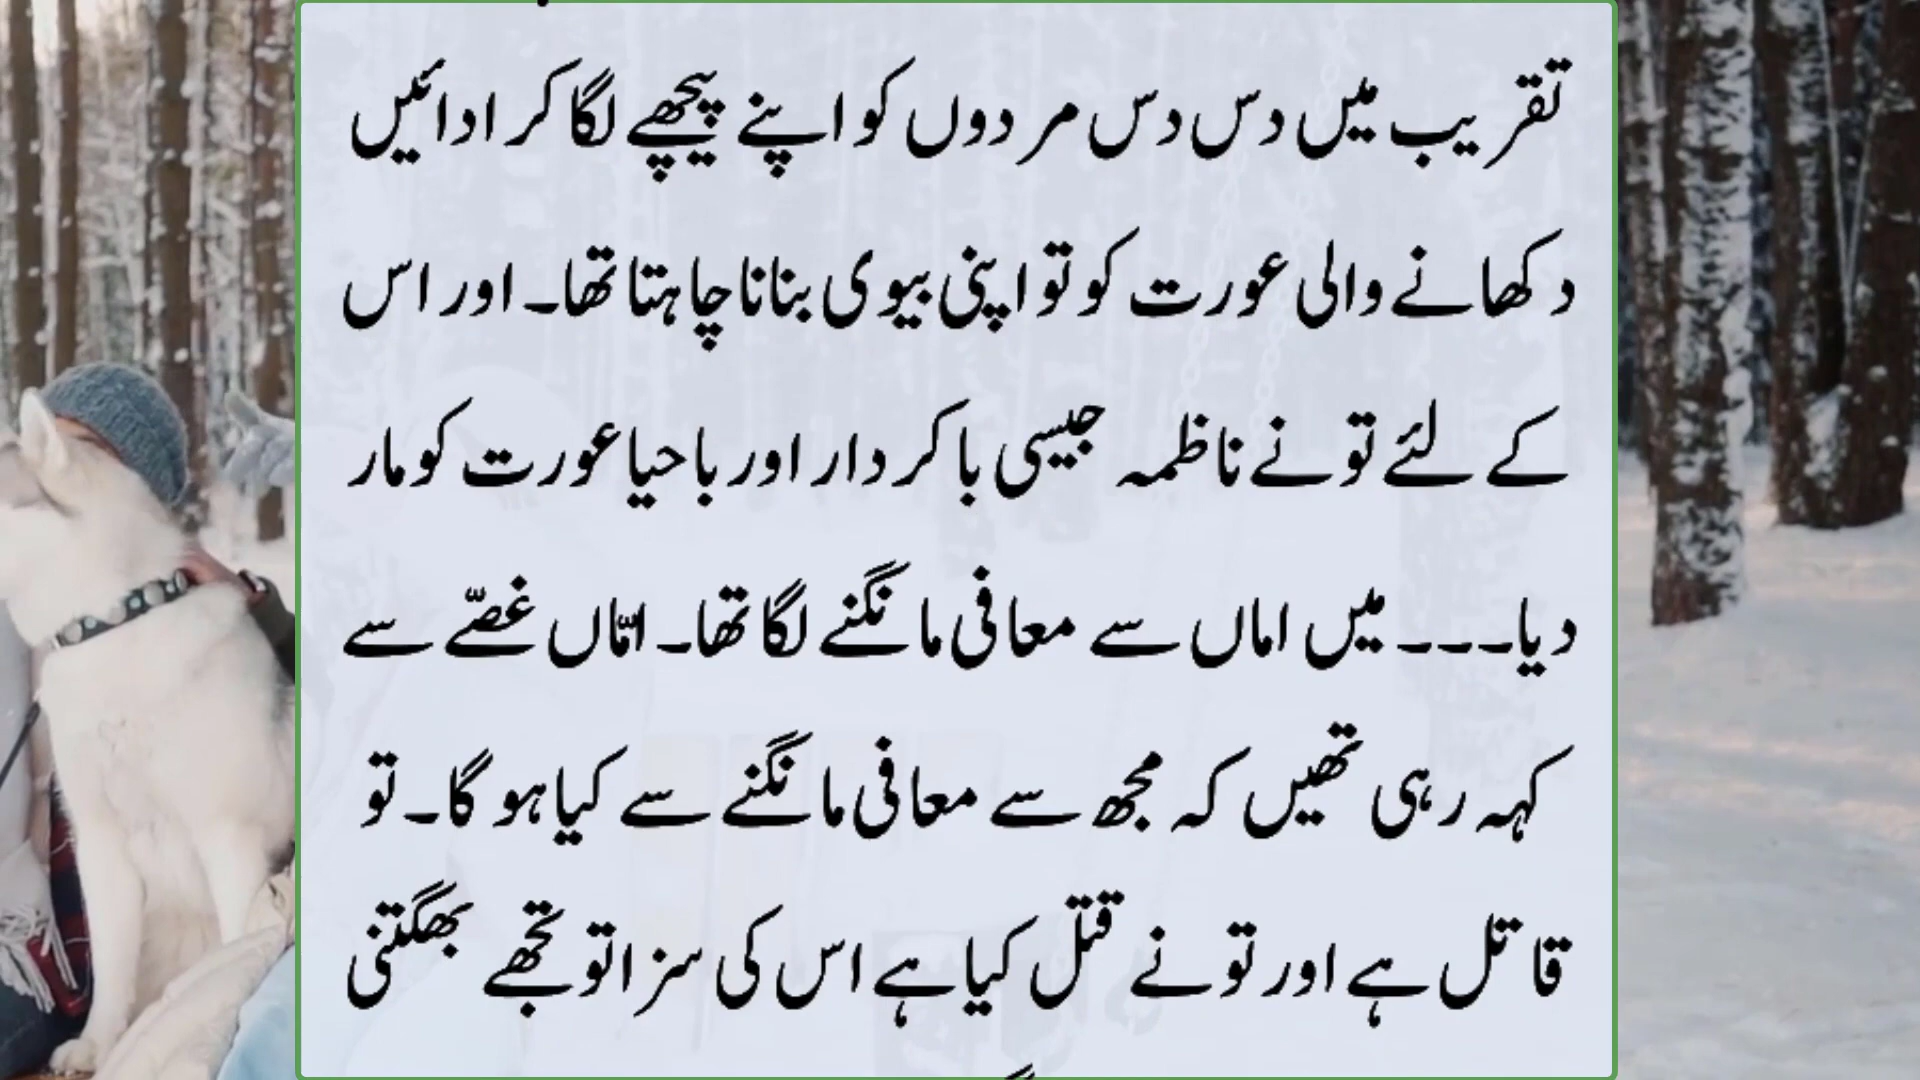 تقریب میں دس دس مردوں کو اپنے پیچھے لگا کر ادائیں
دکھانے والی عورت کو تو اپنی بیوی بنانا چاہتا تھا۔ اور اس
کے لئے تو نے ناظمہ جیسی باکردار اور باحیا عورت کو مار
دیا۔۔۔ میں اماں سے معافی مانگنے لگا تھا۔ امّاں غصّے سے
کہہ رہی تھیں کہ مجھ سے معافی مانگنے سے کیا ہو گا۔ تو
قاتل ہے اور تو نے قتل کیا ہے اس کی سزا تو تجھے بھگتنی